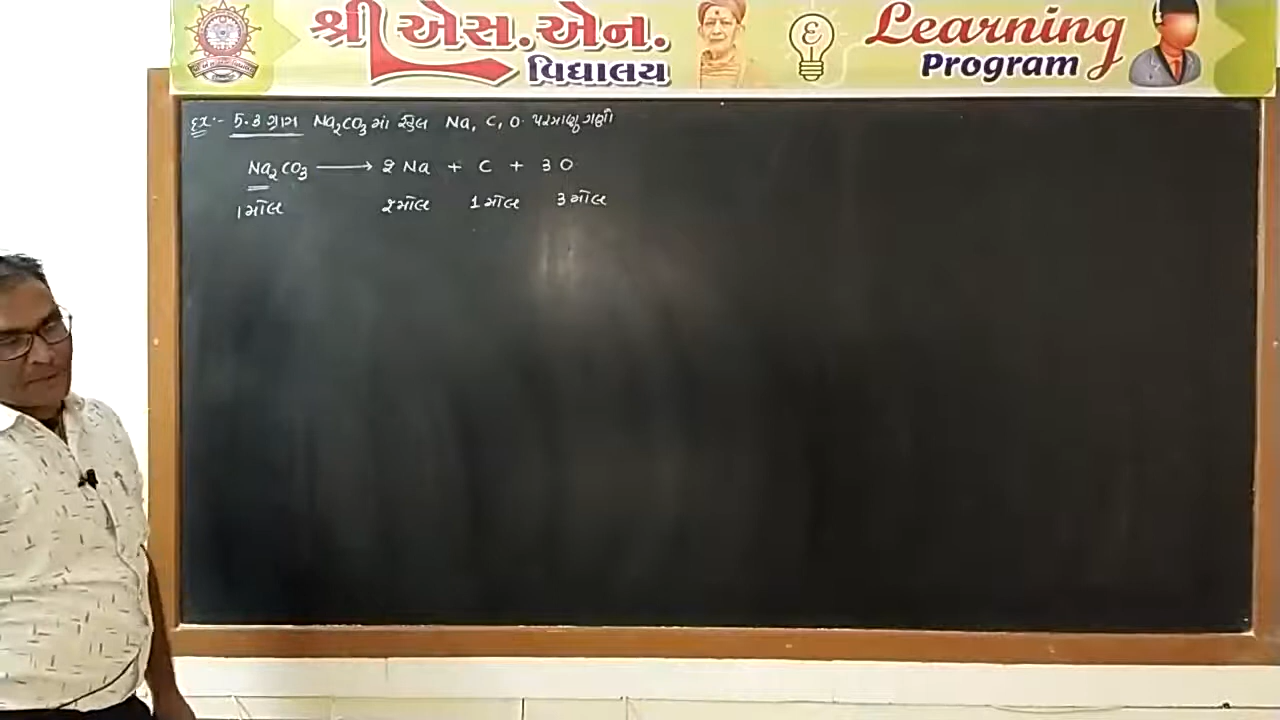 શ્રી એસ.એન.
વિદ્યાલય
Learning
Program
દા:- 5.3 ગ્રામ Na₂CO₃ માં કુલ Na, C, O પરમાણુ ગણો
Na₂CO₃ ⟶ 2 Na + C + 3 O
1 મોલ 2 મોલ 1 મોલ 3 મોલ